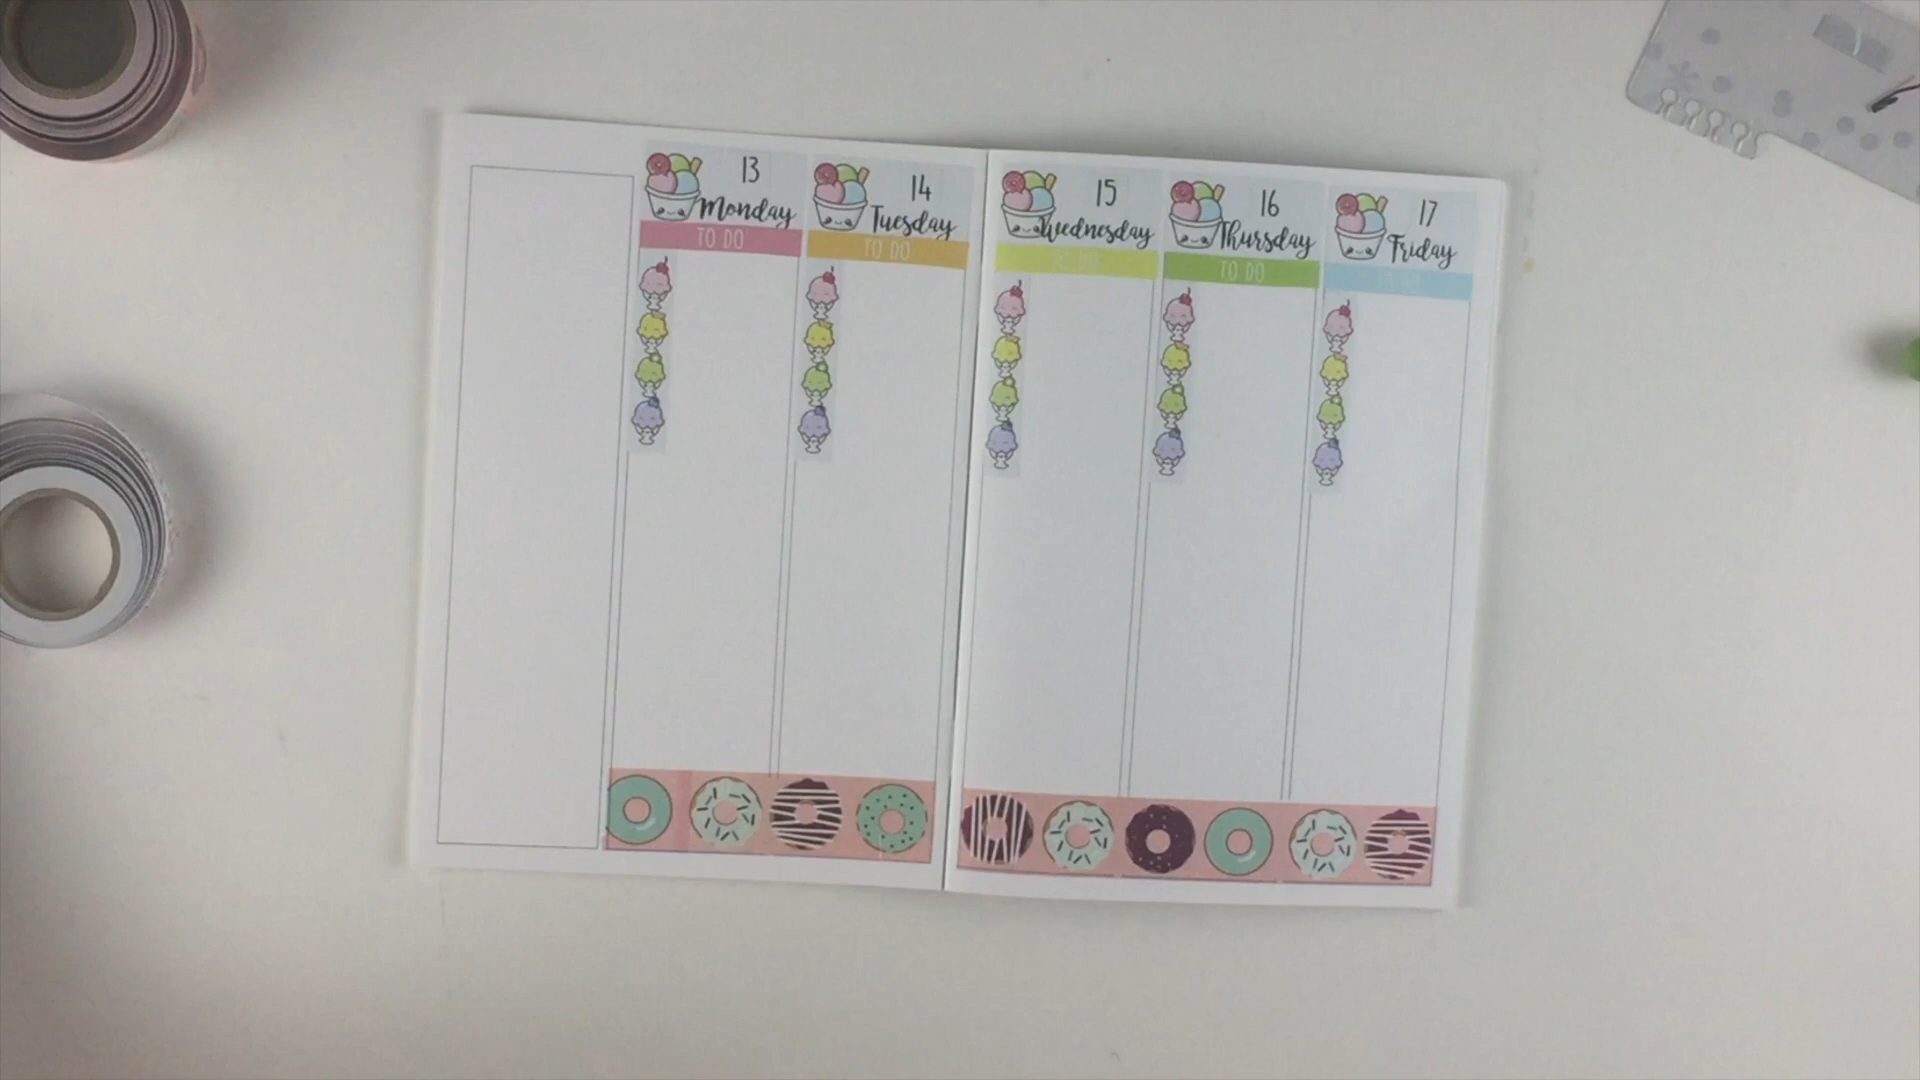 13
Monday
TO DO
14
Tuesday
TO DO
15
Wednesday
16
Thursday
TO DO
17
Friday